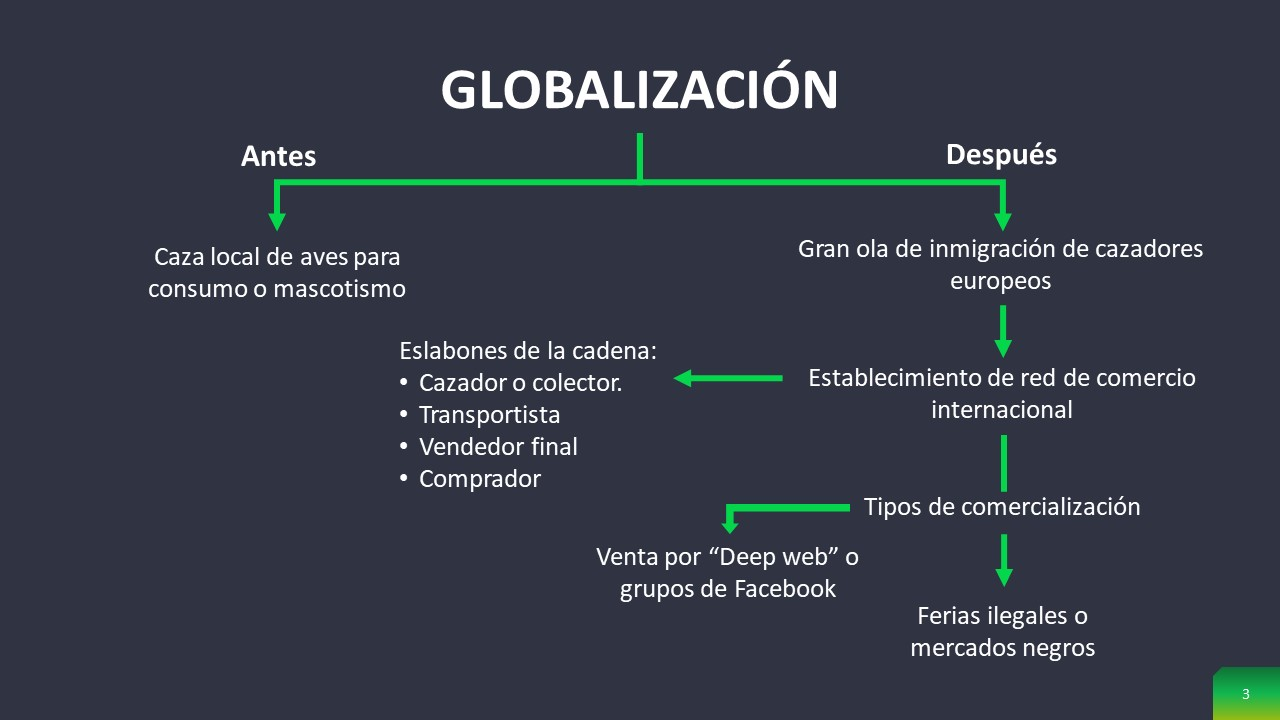 GLOBALIZACIÓN
Antes
Después
Caza local de aves para
consumo o mascotismo
Gran ola de inmigración de cazadores
europeos
Eslabones de la cadena:
• Cazador o colector.
• Transportista
• Vendedor final
• Comprador
Establecimiento de red de comercio
internacional
Tipos de comercialización
Venta por “Deep web” o
grupos de Facebook
Ferias ilegales o
mercados negros
3